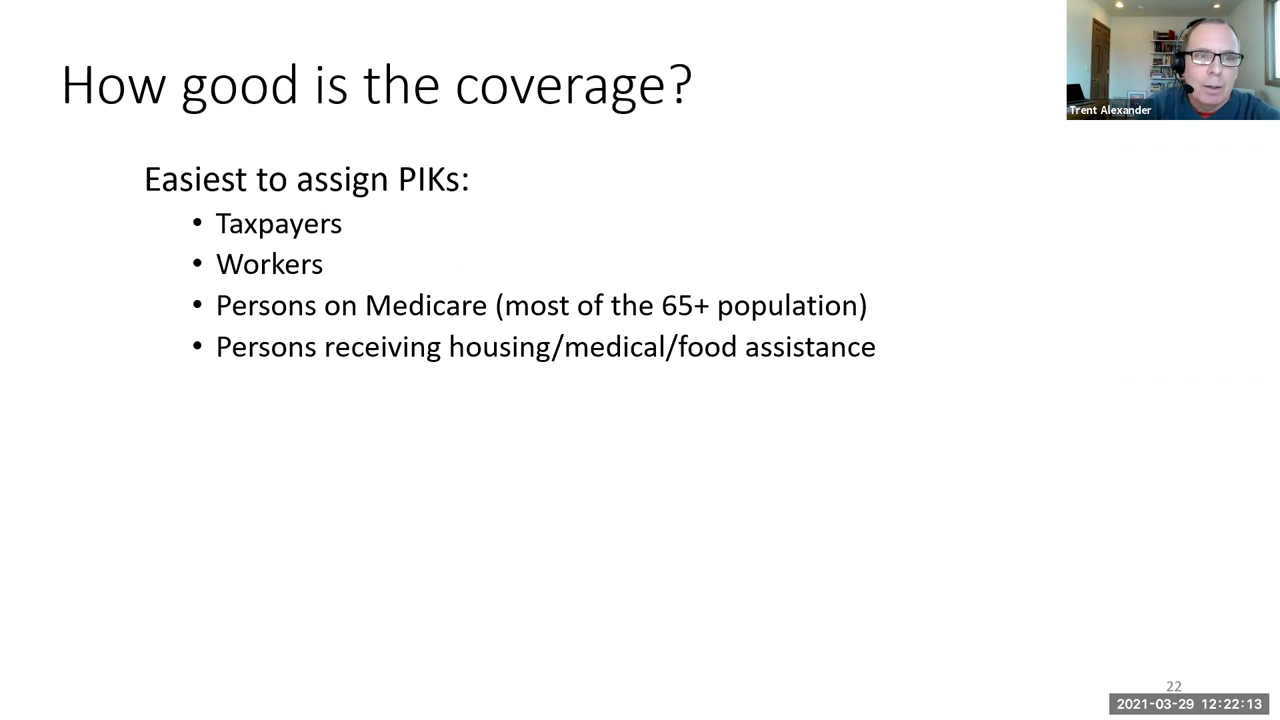 How good is the coverage?
Trent Alexander
Easiest to assign PIKs:
• Taxpayers
• Workers
• Persons on Medicare (most of the 65+ population)
• Persons receiving housing/medical/food assistance
22
2021-03-29 12:22:13